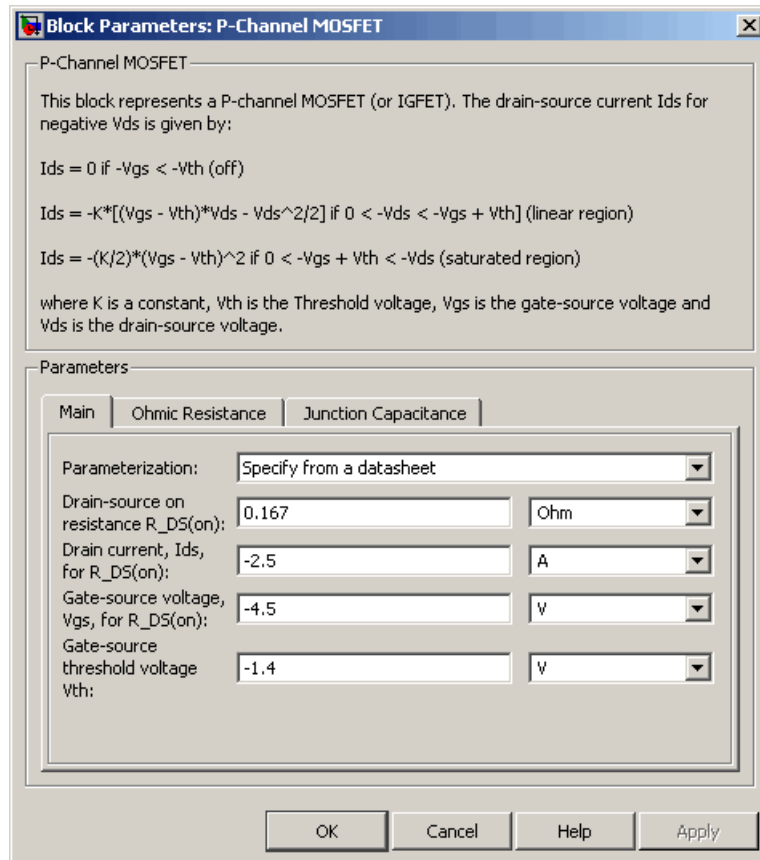 Block Parameters: P-Channel MOSFET
P-Channel MOSFET
This block represents a P-channel MOSFET (or IGFET). The drain-source current Ids for
negative Vds is given by:
Ids = 0 if -Vgs < -Vth (off)
Ids = -K*[(Vgs - Vth)*Vds - Vds^2/2] if 0 < -Vds < -Vgs + Vth] (linear region)
Ids = -(K/2)*(Vgs - Vth)^2 if 0 < -Vgs + Vth < -Vds (saturated region)
where K is a constant, Vth is the Threshold voltage, Vgs is the gate-source voltage and
Vds is the drain-source voltage.
Parameters
Main Ohmic Resistance Junction Capacitance
Parameterization: Specify from a datasheet
Drain-source on
resistance R_DS(on): 0.167 Ohm
Drain current, Ids,
for R_DS(on): -2.5 A
Gate-source voltage,
Vgs, for R_DS(on): -4.5 V
Gate-source
threshold voltage -1.4 V
Vth:
OK Cancel Help Apply